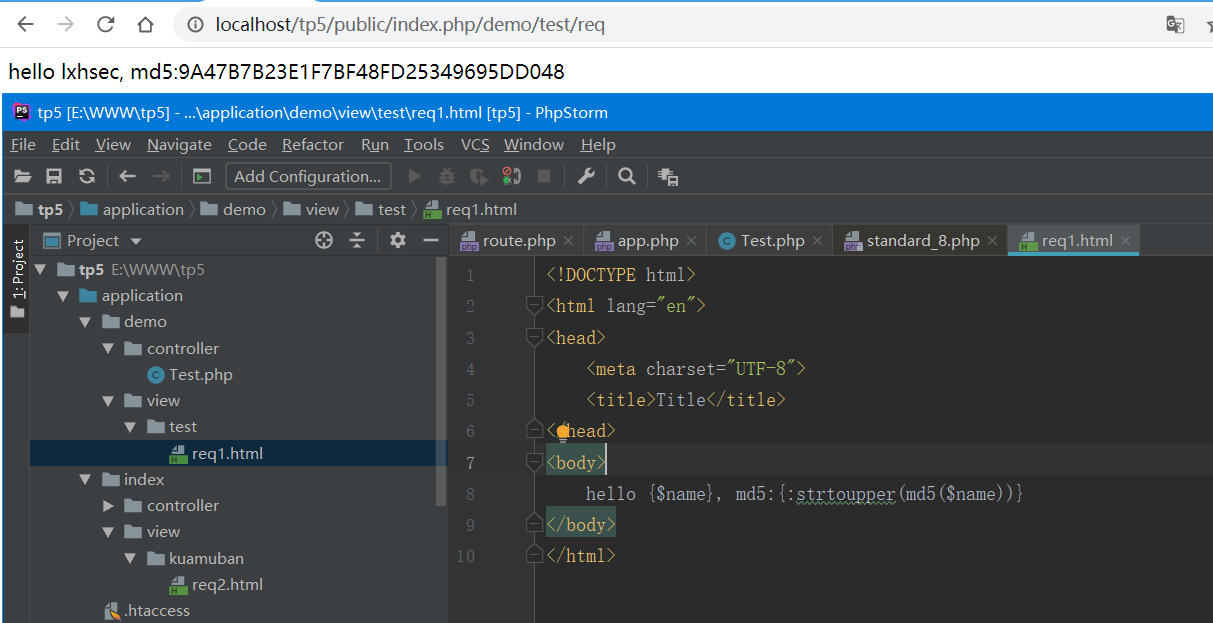 localhost/tp5/public/index.php/demo/test/req
hello lxhsec, md5:9A47B7B23E1F7BF48FD25349695DD048
PS tp5 [E:\WWW\tp5] - ...\application\demo\view\test\req1.html [tp5] - PhpStorm
File Edit View Navigate Code Refactor Run Tools VCS Window Help
Add Configuration...
tp5 application demo view test req1.html
1: Project
Project
route.php app.php Test.php standard_8.php req1.html
tp5 E:\WWW\tp5
application
demo
controller
Test.php
view
test
req1.html
index
controller
view
kuamuban
req2.html
.htaccess
1 <!DOCTYPE html>
2 <html lang="en">
3 <head>
4 <meta charset="UTF-8">
5 <title>Title</title>
6 </head>
7 <body>
8 hello {$name}, md5:{:strtoupper(md5($name))}
9 </body>
10 </html>